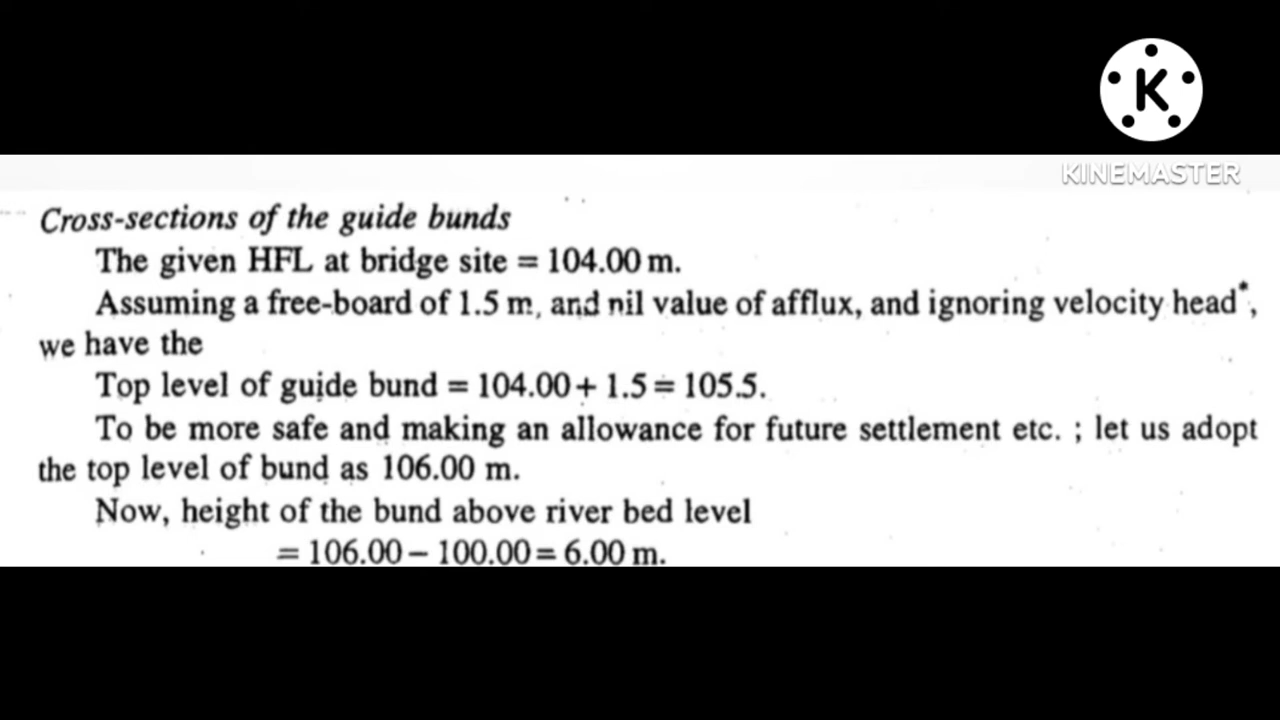 K
KINEMASTER
Cross-sections of the guide bunds
The given HFL at bridge site = 104.00 m.
Assuming a free-board of 1.5 m, and nil value of afflux, and ignoring velocity head*,
we have the
Top level of guide bund = 104.00 + 1.5 = 105.5.
To be more safe and making an allowance for future settlement etc. ; let us adopt
the top level of bund as 106.00 m.
Now, height of the bund above river bed level
= 106.00 – 100.00 = 6.00 m.